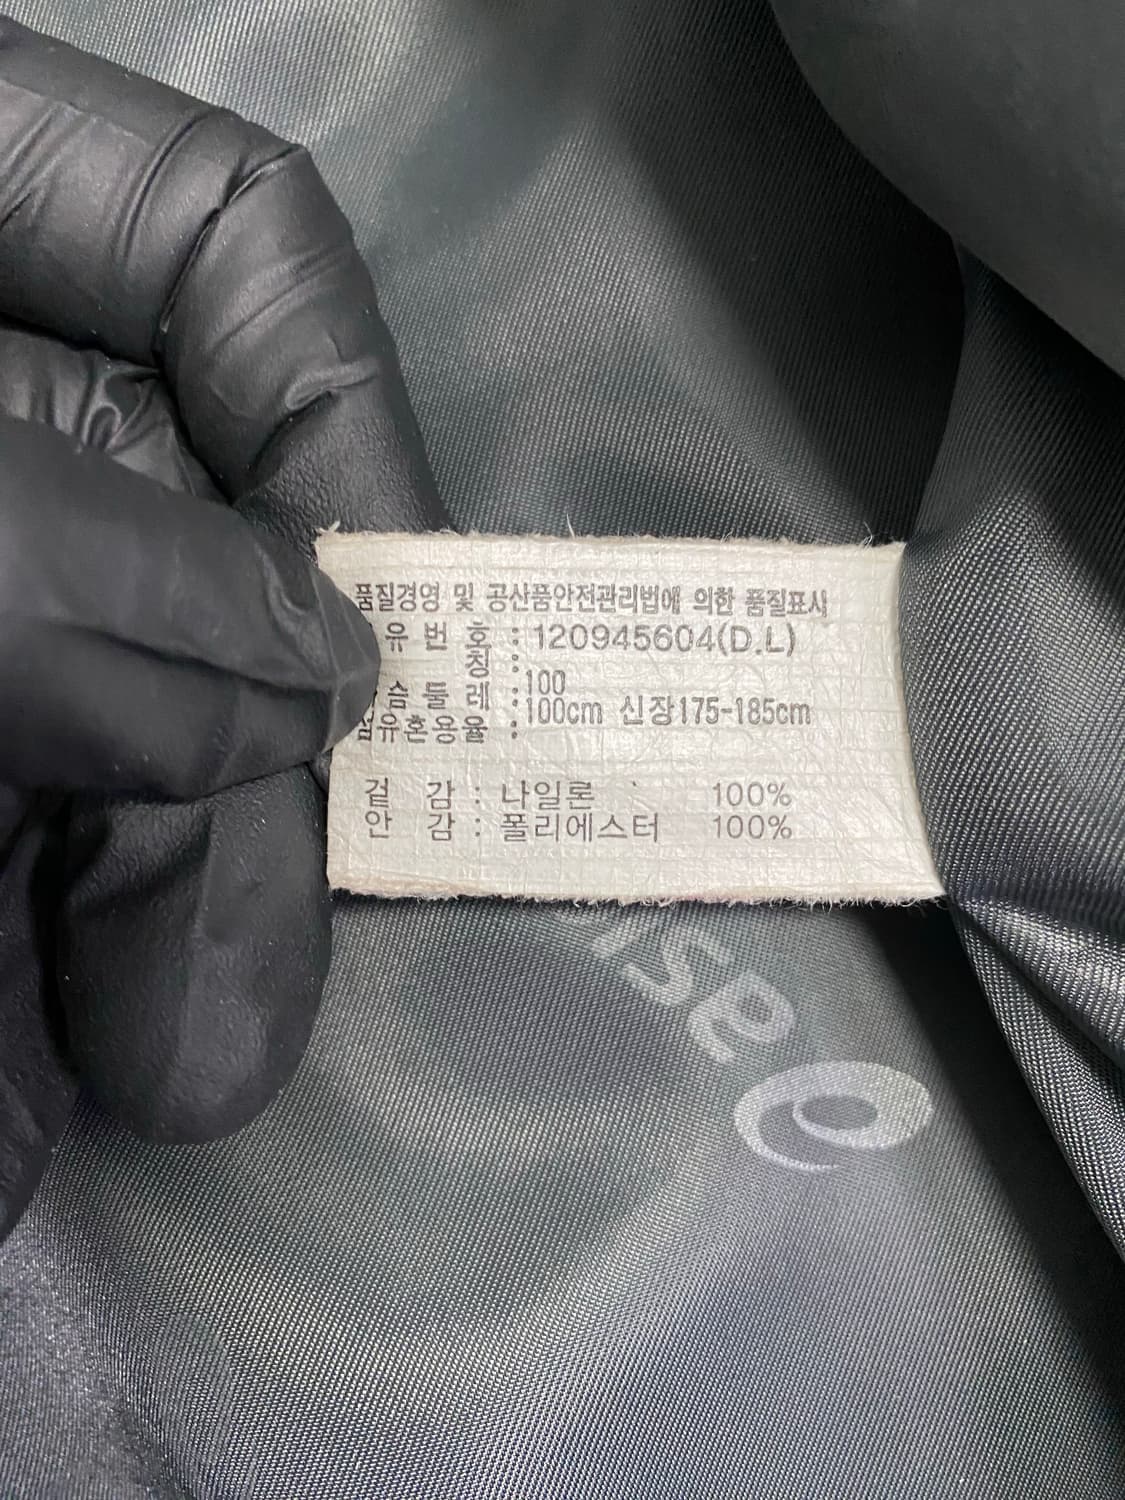 품질경영 및 공산품안전관리법에 의한 품질표시
유 번 호 : 120945604(D.L)
칭 :
슴 둘 레 : 100
유혼용율 : 100cm 신장175-185cm
겉 감 : 나일론 100%
안 감 : 폴리에스터 100%